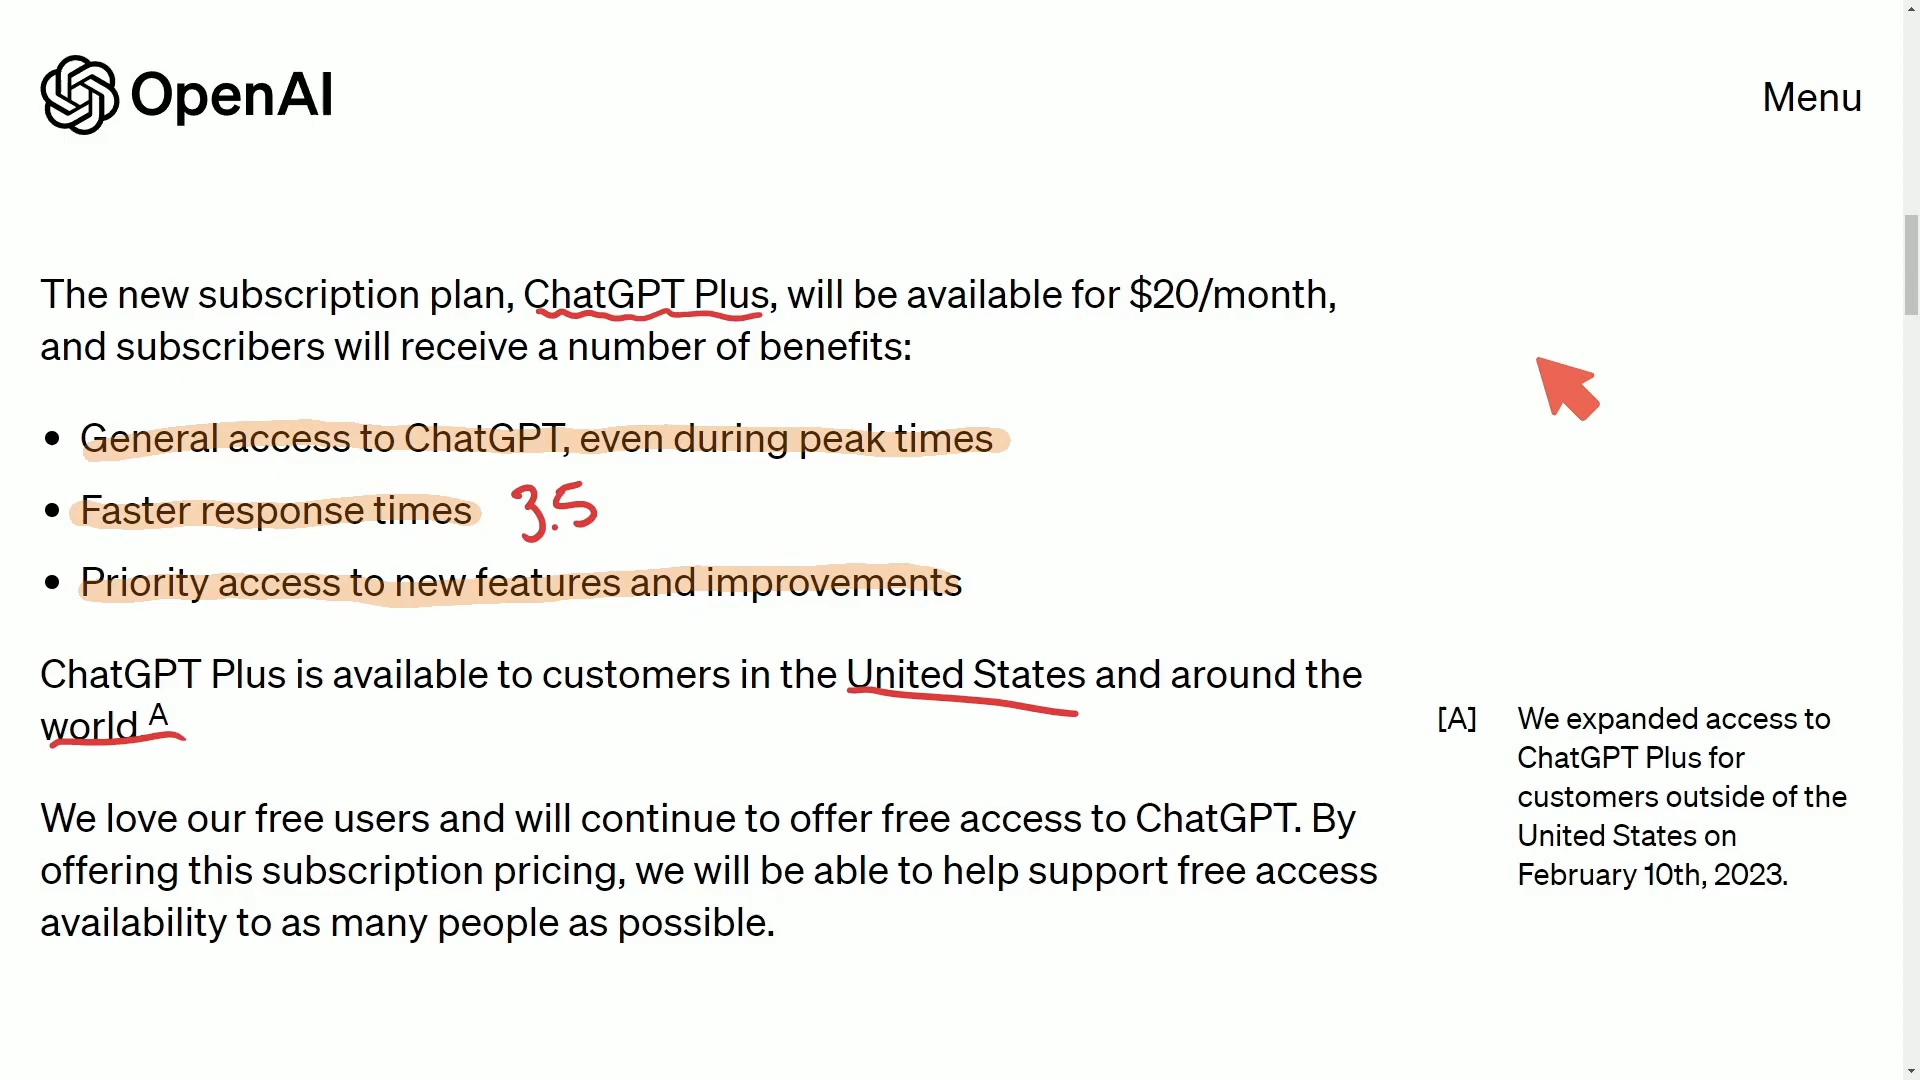 OpenAI
Menu
The new subscription plan, ChatGPT Plus, will be available for $20/month,
and subscribers will receive a number of benefits:
• General access to ChatGPT, even during peak times
• Faster response times 3.5
• Priority access to new features and improvements
ChatGPT Plus is available to customers in the United States and around the
world A
We love our free users and will continue to offer free access to ChatGPT. By
offering this subscription pricing, we will be able to help support free access
availability to as many people as possible.
[A] We expanded access to
ChatGPT Plus for
customers outside of the
United States on
February 10th, 2023.